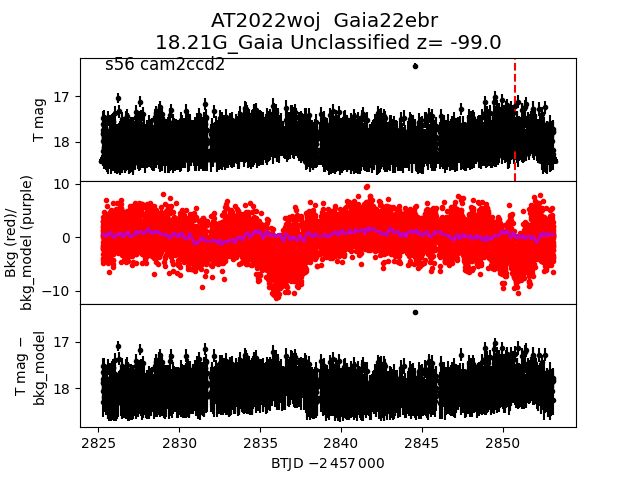 AT2022woj  Gaia22ebr
18.21G_Gaia Unclassified z= -99.0
s56 cam2ccd2
T mag
17
18
Bkg (red)/
bkg_model (purple)
10
0
−10
T mag −
bkg_model
17
18
2825 2830 2835 2840 2845 2850
BTJD −2 457 000